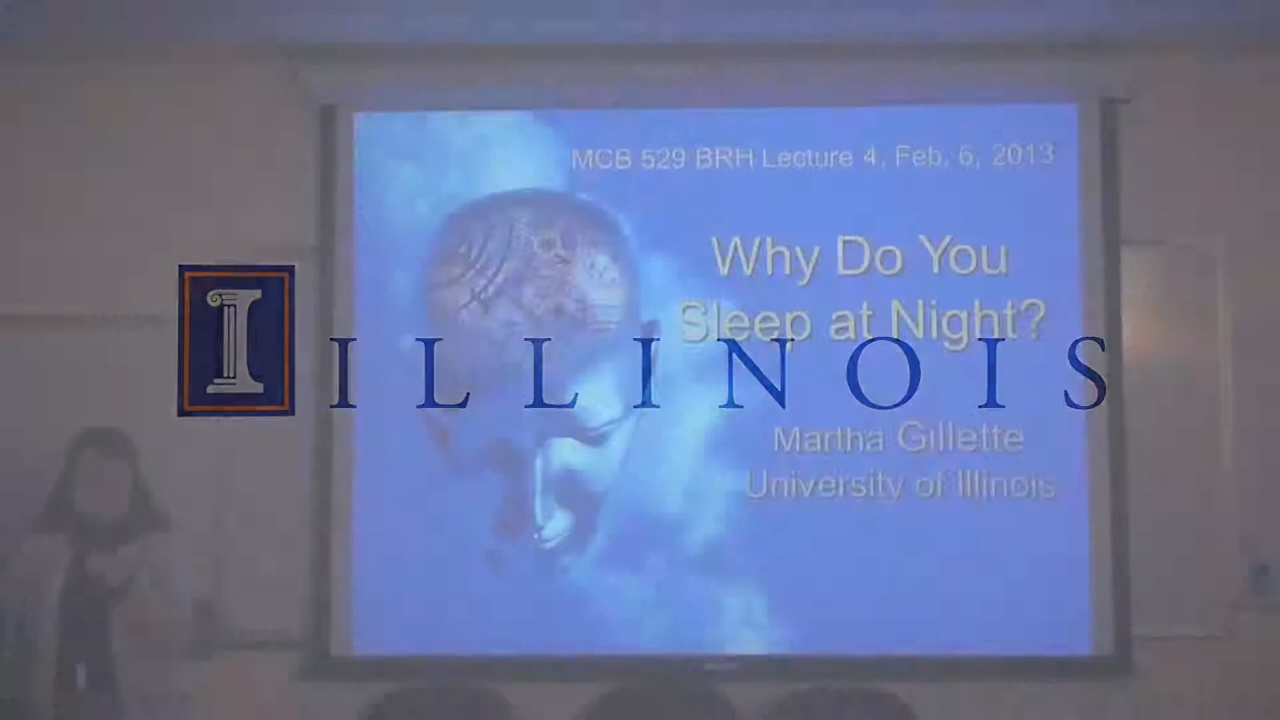 MCB 529 BRH Lecture 4, Feb. 6, 2013
Why Do You
Sleep at Night?
I ILLINOIS
Martha Gillette
University of Illinois